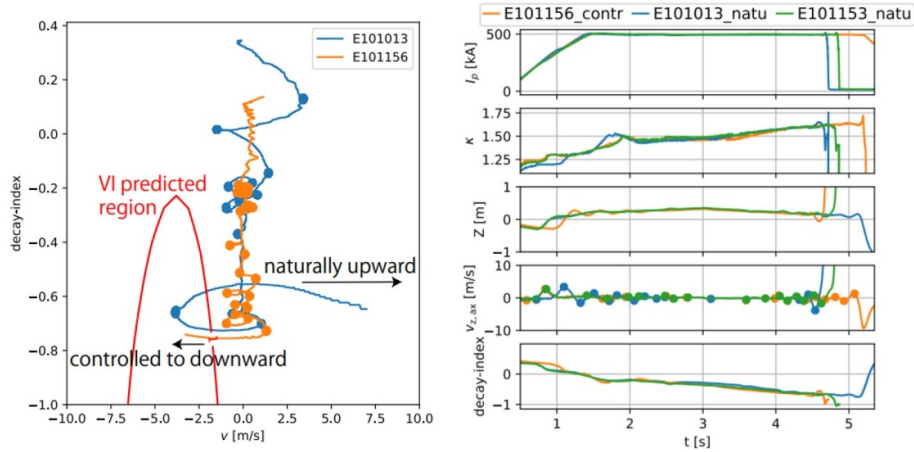 E101013
E101156
0.4
0.2
0.0
−0.2
−0.4
−0.6
−0.8
−1.0
decay-index
VI predicted
region
naturally upward
controlled to downward
−10.0 −7.5 −5.0 −2.5 0.0 2.5 5.0 7.5 10.0
v [m/s]
E101156_contr E101013_natu E101153_natu
500
0
I_p [kA]
1.75
1.50
1.25
κ
1
0
−1
Z [m]
10
0
−10
v_{z,ax} [m/s]
0
−1
decay-index
1 2 3 4 5
t [s]